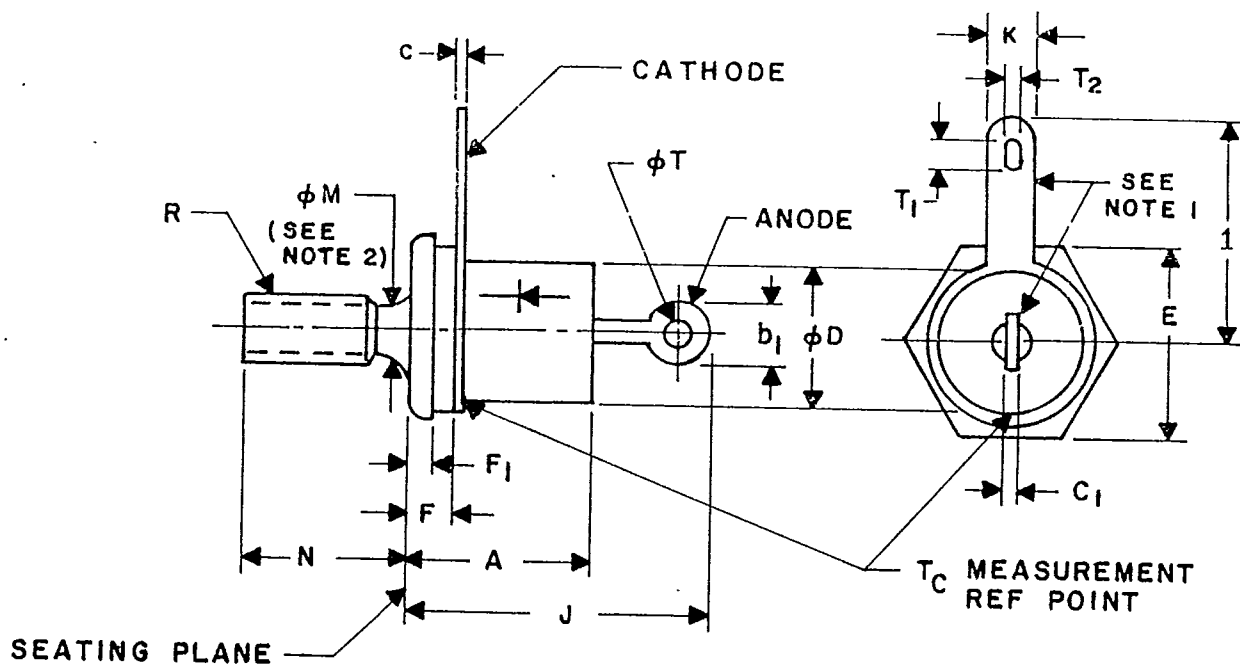 C
CATHODE
K
T2
ϕT
T1
SEE
NOTE 1
1
R
ϕM
(SEE
NOTE 2)
ANODE
E
b1
ϕD
F1
F
C1
N
A
J
TC MEASUREMENT
REF POINT
SEATING PLANE